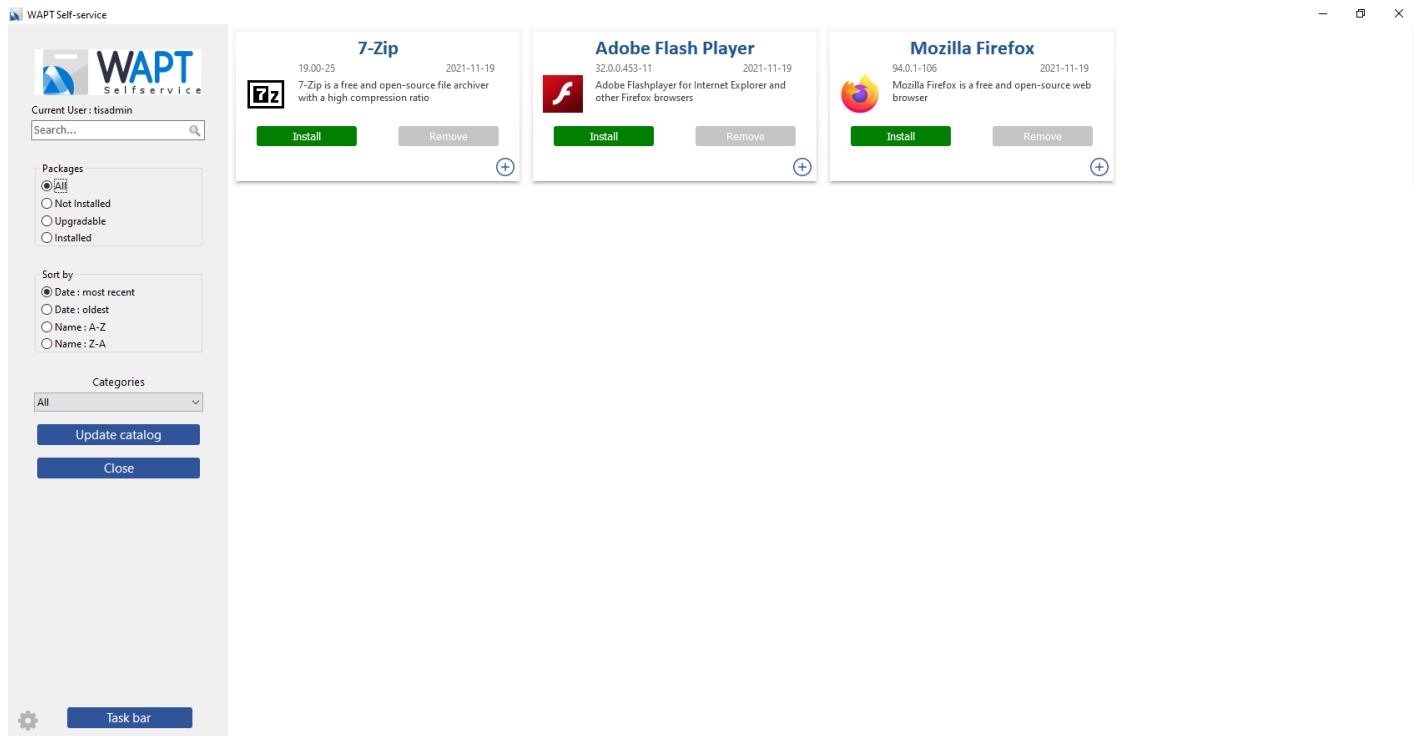 WAPT Self-service
WAPT
Selfservice
Current User : tisadmin
Search...
Packages
All
Not Installed
Upgradable
Installed
Sort by
Date : most recent
Date : oldest
Name : A-Z
Name : Z-A
Categories
All
Update catalog
Close
Task bar
7-Zip
19.00-25 2021-11-19
7z
7-Zip is a free and open-source file archiver
with a high compression ratio
Install Remove
Adobe Flash Player
32.0.0.453-11 2021-11-19
Adobe Flashplayer for Internet Explorer and
other Firefox browsers
Install Remove
Mozilla Firefox
94.0.1-106 2021-11-19
Mozilla Firefox is a free and open-source web
browser
Install Remove